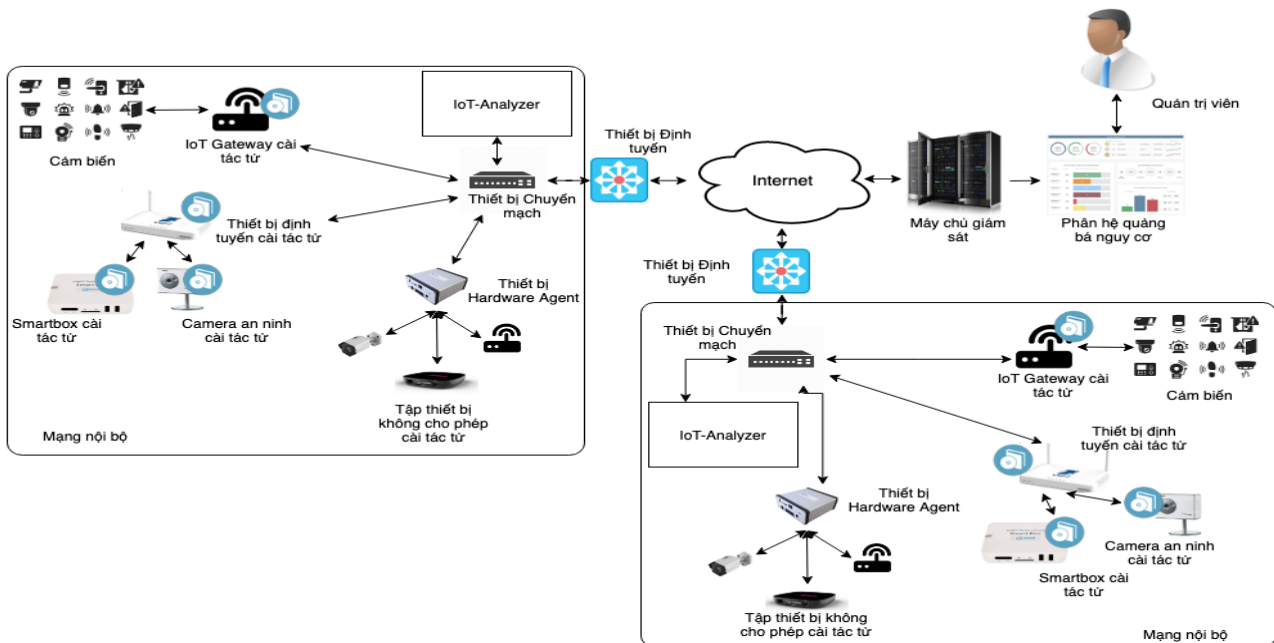 IoT-Analyzer
IoT Gateway cài
tác tử
Cảm biến
Thiết bị Chuyển
mạch
Thiết bị định
tuyến cài tác tử
Smartbox cài
tác tử
Camera an ninh
cài tác tử
Thiết bị
Hardware Agent
Tập thiết bị
không cho phép
cài tác tử
Mạng nội bộ
Thiết bị Định
tuyến
Internet
Máy chủ giám
sát
Quản trị viên
Phân hệ quảng
bá nguy cơ
Thiết bị Định
tuyến
Thiết bị Chuyển
mạch
IoT Gateway cài
tác tử
Cảm biến
IoT-Analyzer
Thiết bị định
tuyến cài tác tử
Thiết bị
Hardware Agent
Camera an ninh
cài tác tử
Smartbox cài
tác tử
Tập thiết bị không
cho phép cài tác tử
Mạng nội bộ